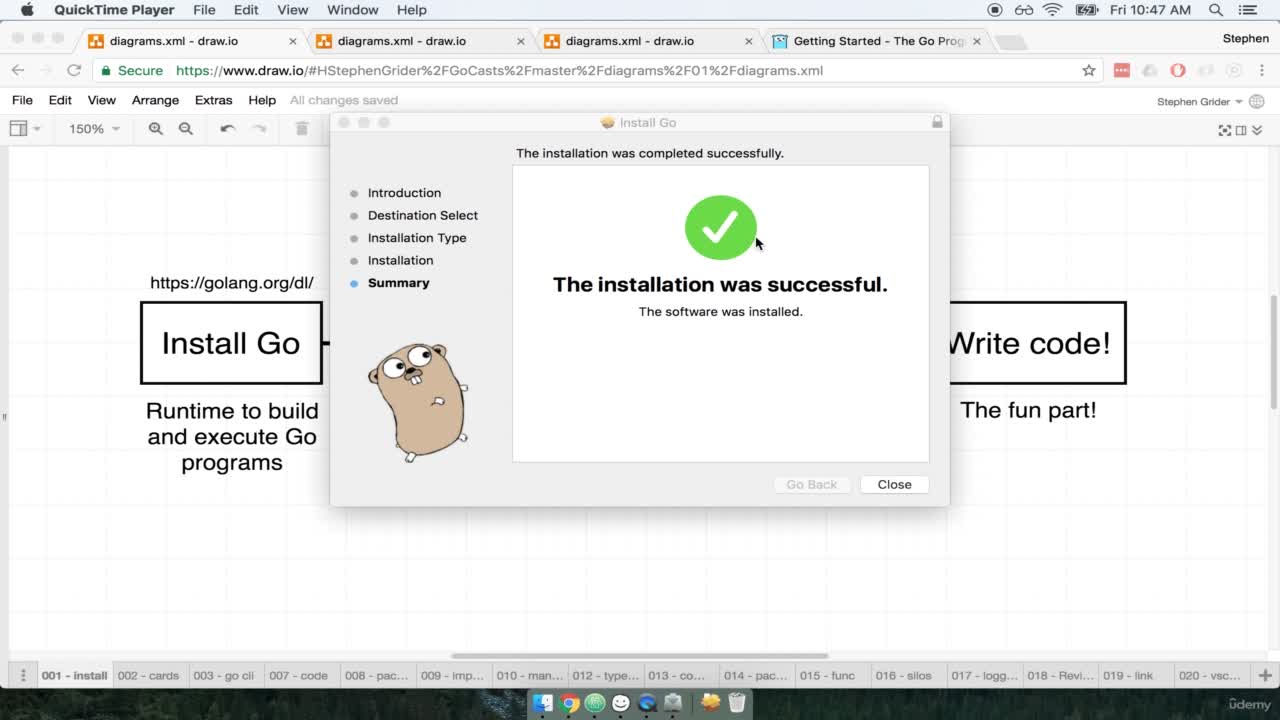 QuickTime Player File Edit View Window Help Fri 10:47 AM
diagrams.xml - draw.io diagrams.xml - draw.io diagrams.xml - draw.io Getting Started - The Go Prog Stephen
Secure https://www.draw.io/#HStephenGrider%2FGoCasts%2Fmaster%2Fdiagrams%2F01%2Fdiagrams.xml
File Edit View Arrange Extras Help All changes saved Stephen Grider
150%
Install Go
The installation was completed successfully.
Introduction
Destination Select
Installation Type
Installation
Summary
The installation was successful.
The software was installed.
Go Back Close
https://golang.org/dl/
Install Go
Runtime to build
and execute Go
programs
Write code!
The fun part!
001 - install 002 - cards 003 - go cli 007 - code 008 - pac... 009 - imp... 010 - man... 012 - type... 013 - co... 014 - pac... 015 - func 016 - silos 017 - logg... 018 - Revi... 019 - link 020 - vsc...
udemy